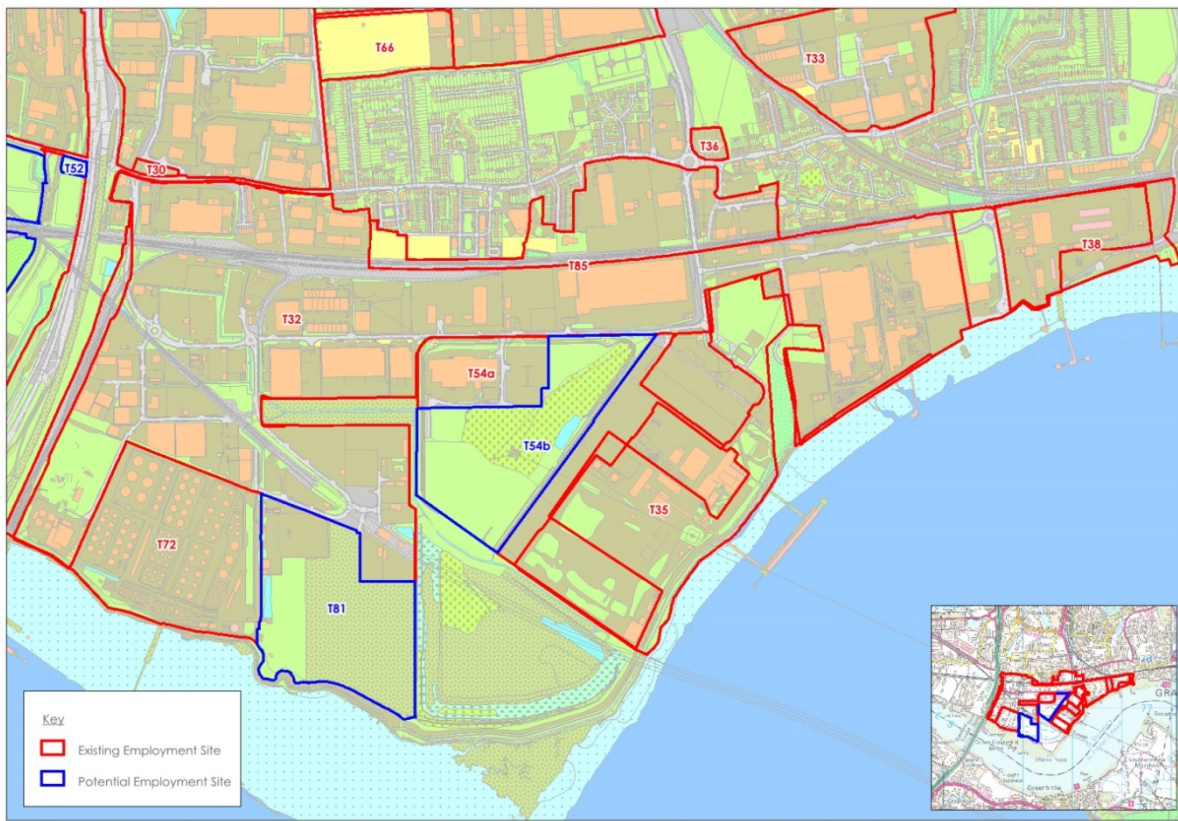 T66
T33
T36
T52
T30
T38
T85
T32
T54a
T54b
T35
T72
T81
Key
Existing Employment Site
Potential Employment Site